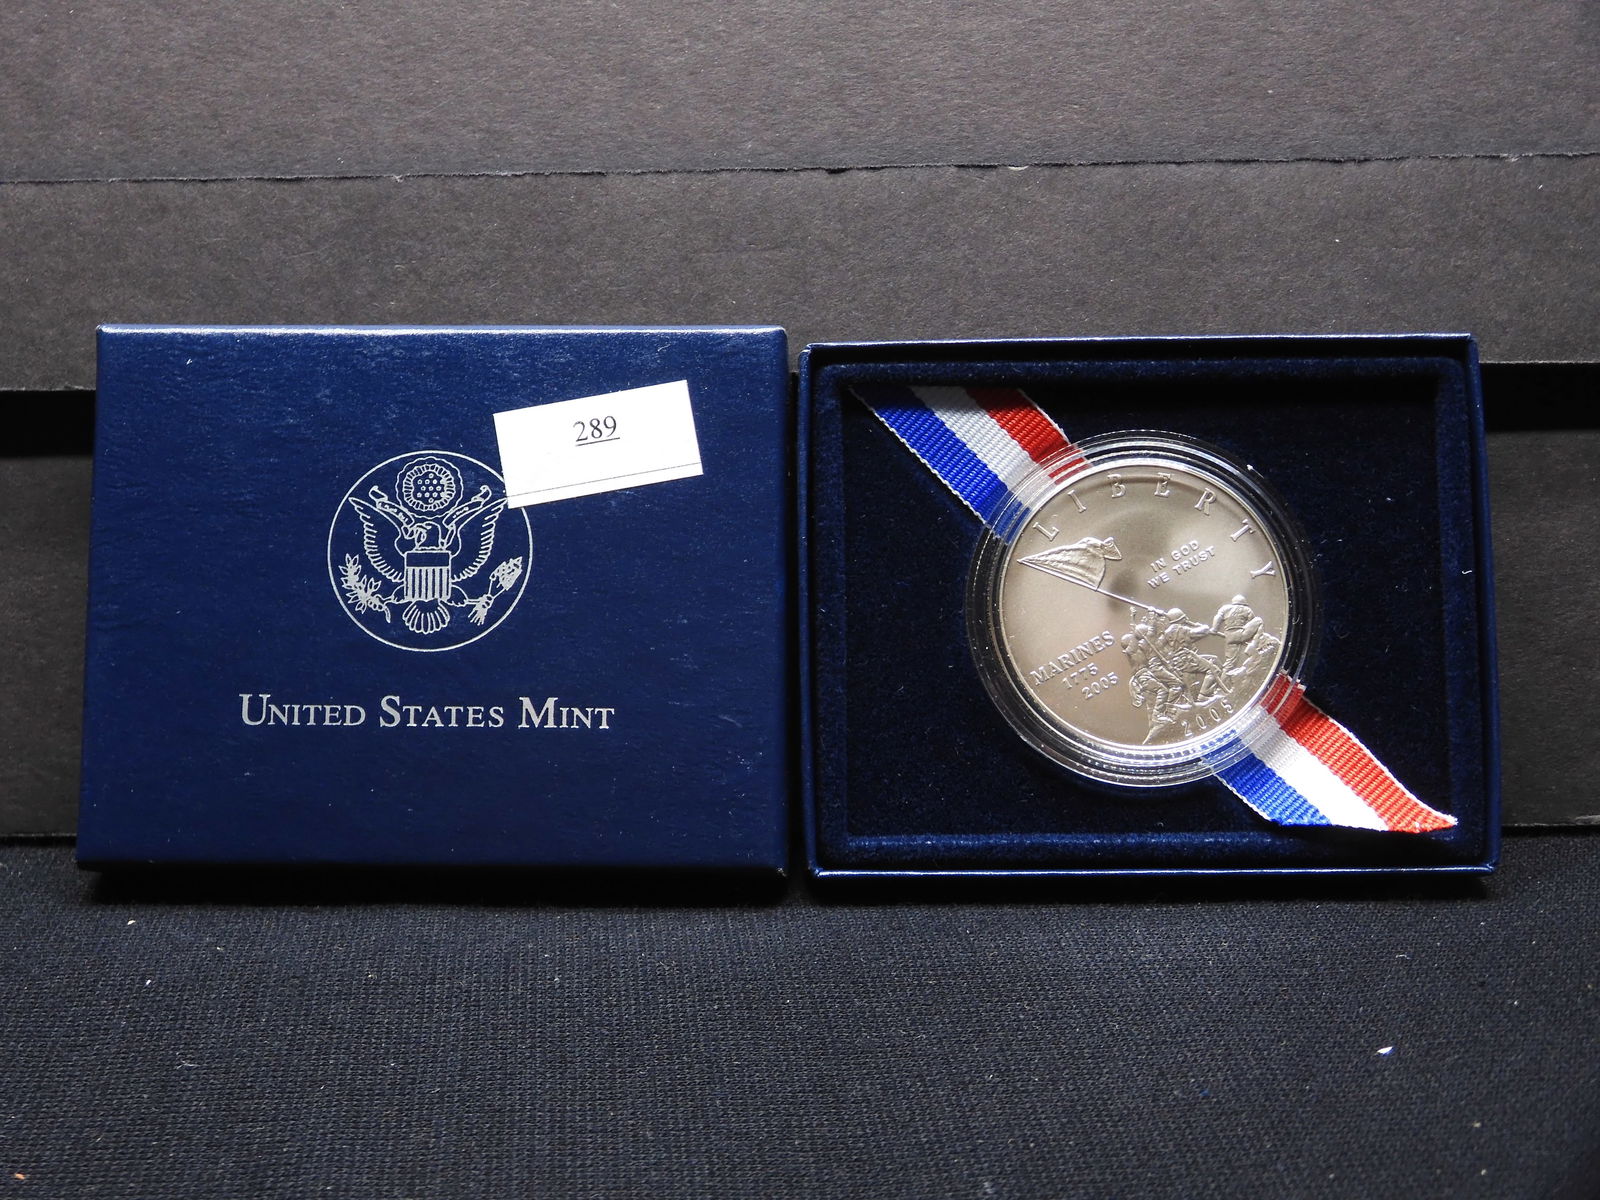 289
UNITED STATES MINT
LIBERTY
IN GOD
WE TRUST
MARINES
1775
2005
2005